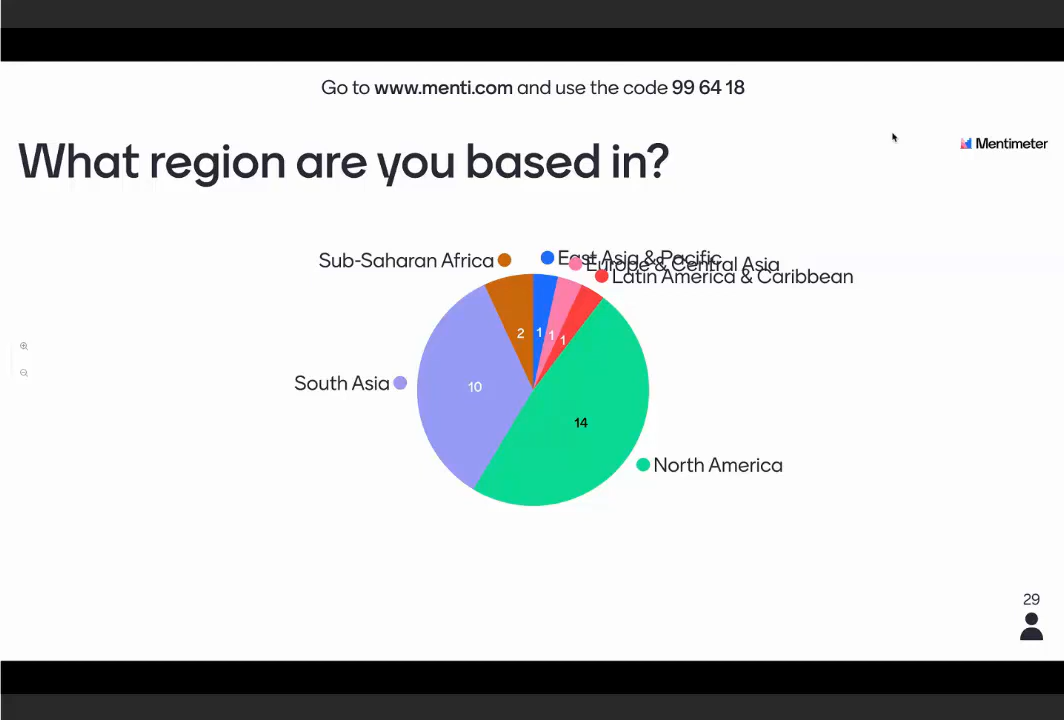 Go to www.menti.com and use the code 99 64 18
Mentimeter
What region are you based in?
Sub-Saharan Africa
East Asia & Pacific
Europe & Central Asia
Latin America & Caribbean
2
1
1
1
South Asia
10
14
North America
29